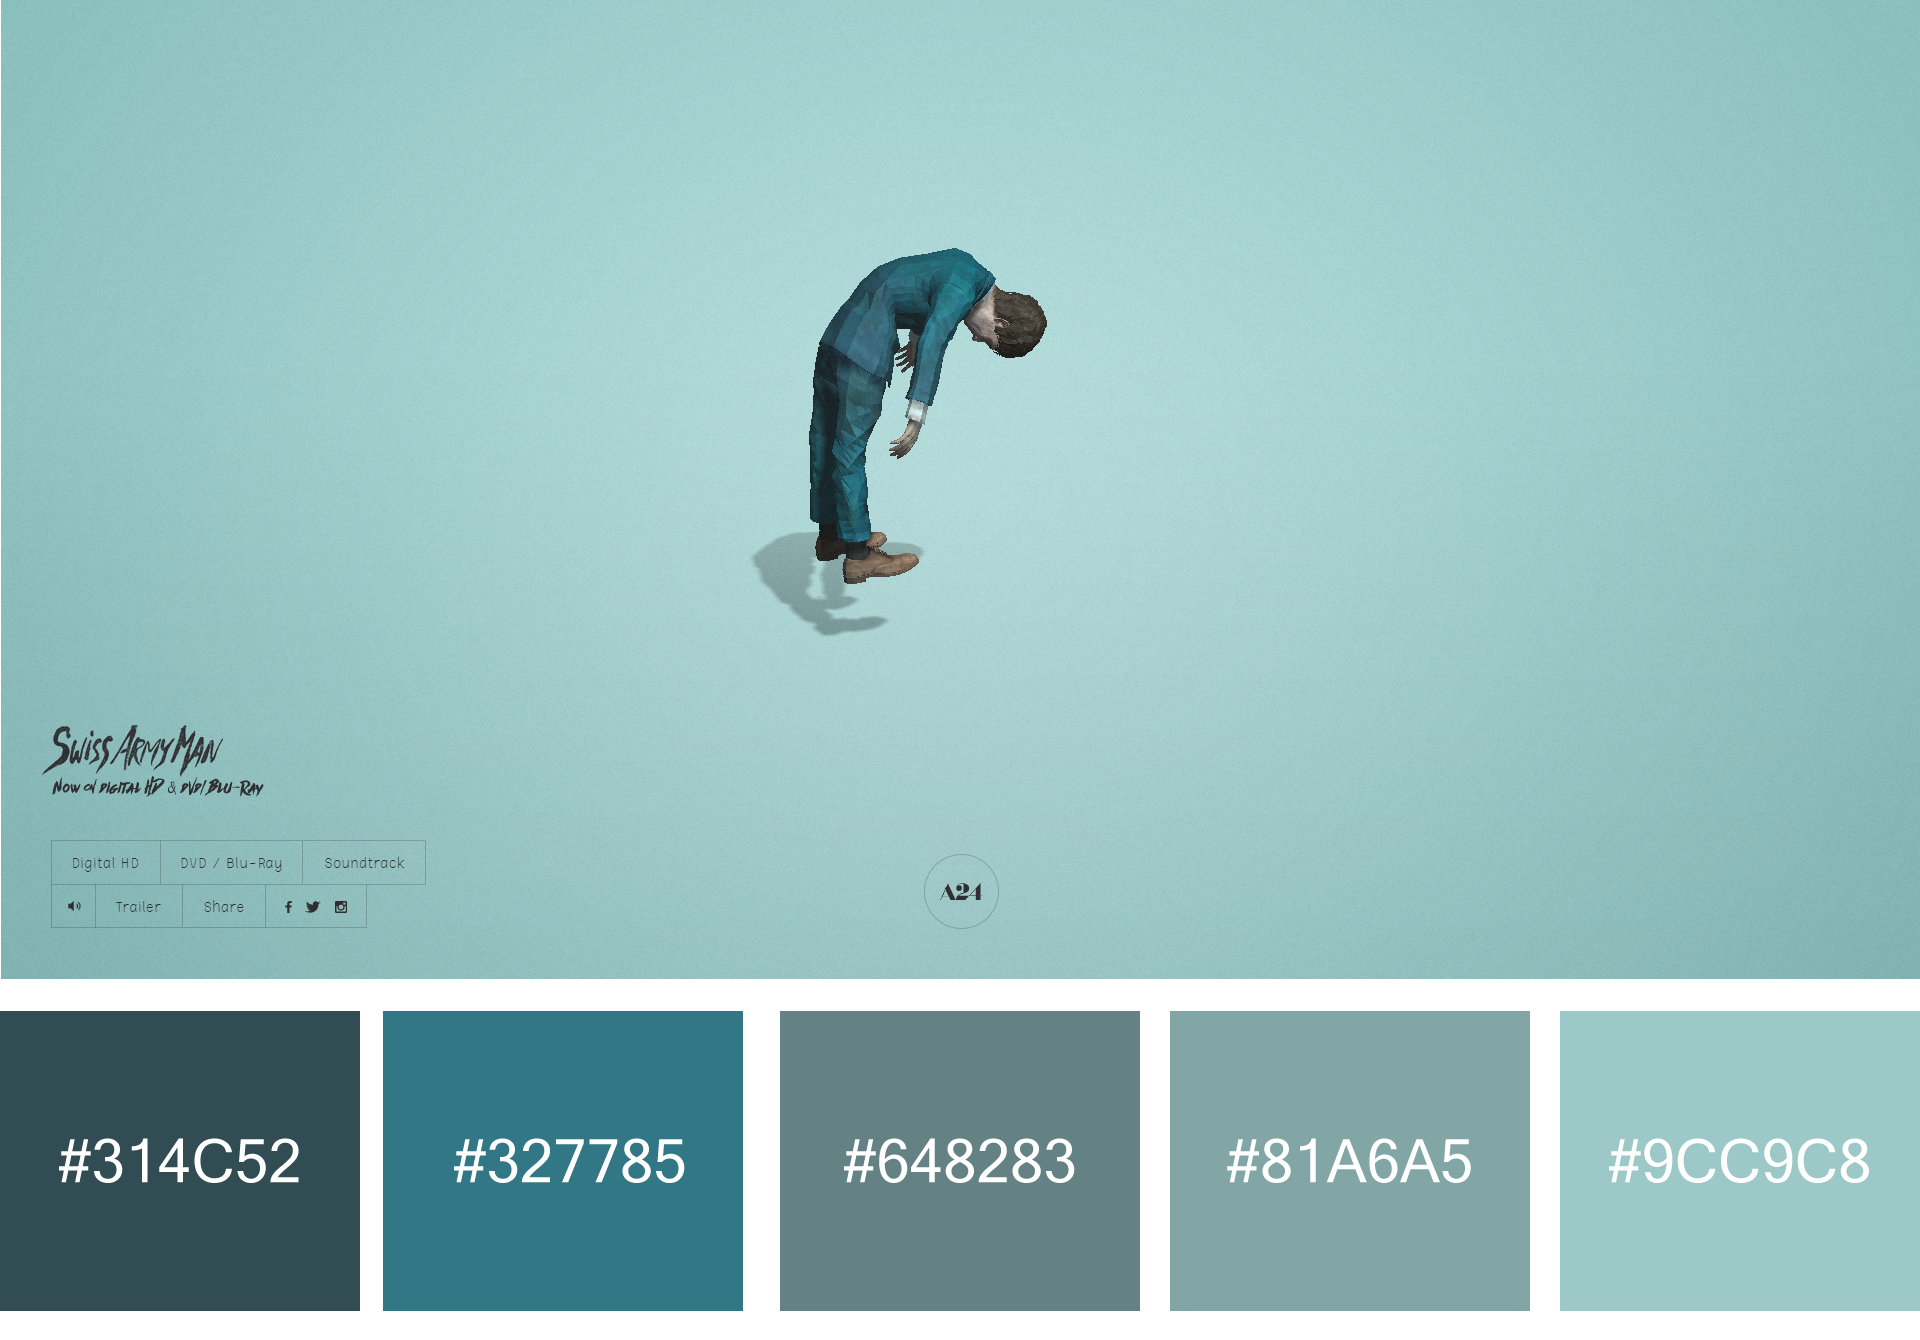 Swiss Army Man
Now on Digital HD & DVD/Blu-Ray
Digital HD DVD / Blu-Ray Soundtrack
Trailer Share
A24
#314C52 #327785 #648283 #81A6A5 #9CC9C8